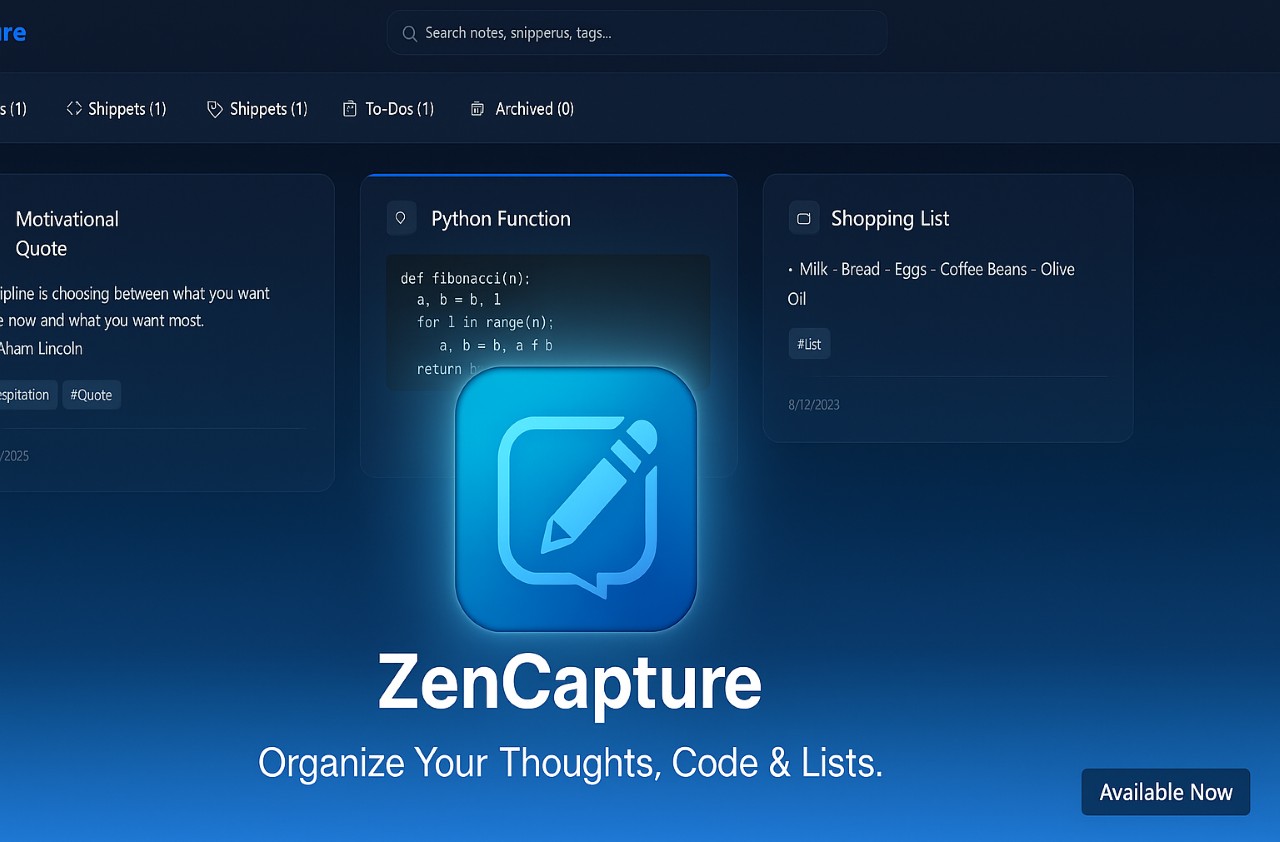 ure
Search notes, snipperus, tags...
s (1)
Shippets (1)
Shippets (1)
To-Dos (1)
Archived (0)
Motivational
Quote
ipline is choosing between what you want
e now and what you want most.
Aham Lincoln
espitation
#Quote
/2025
Python Function
def fibonacci(n):
a, b = b, 1
for l in range(n);
a, b = b, a f b
return b
Shopping List
• Milk - Bread - Eggs - Coffee Beans - Olive
Oil
#List
8/12/2023
ZenCapture
Organize Your Thoughts, Code & Lists.
Available Now